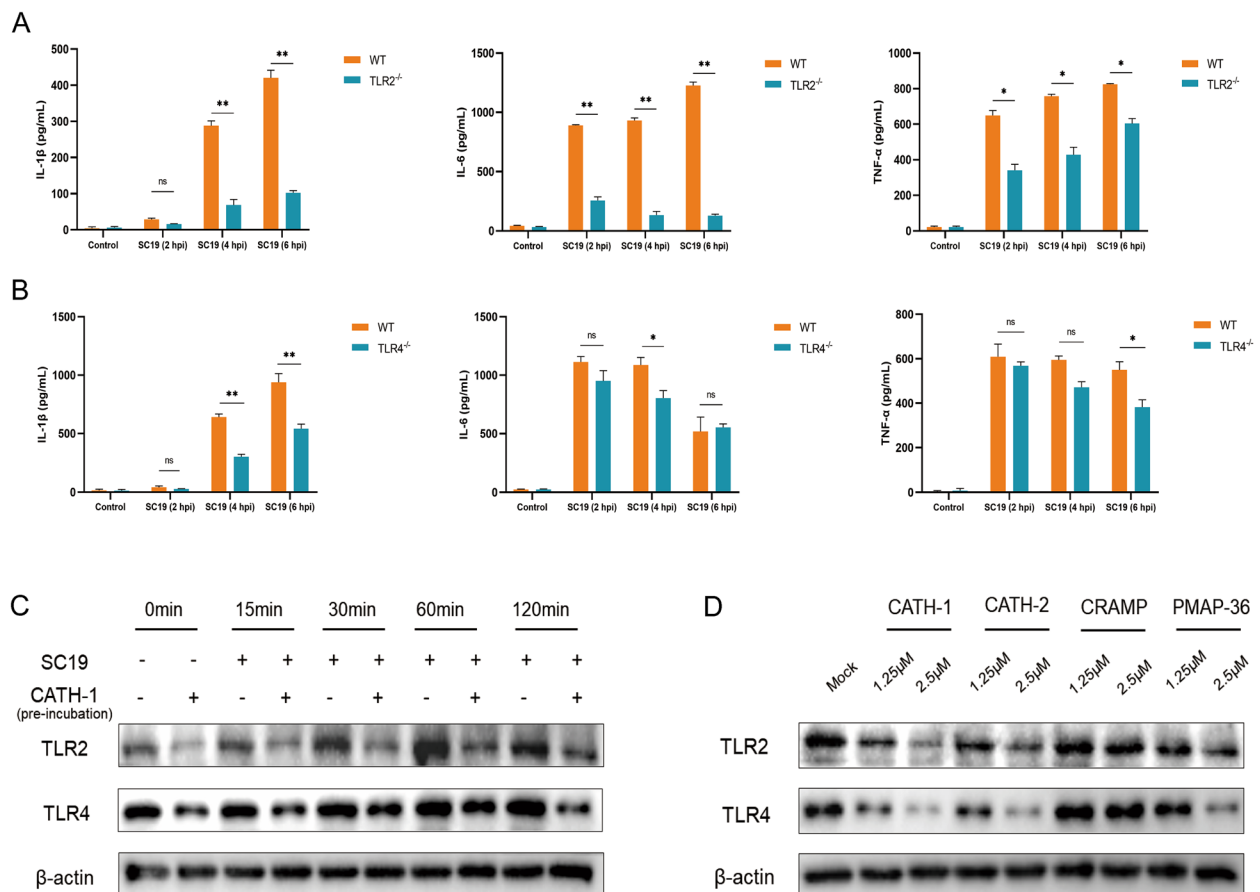 A
IL-1β (pg/mL)
500
400
300
200
100
0
ns
**
**
WT
TLR2-/-
Control
SC19 (2 hpi)
SC19 (4 hpi)
SC19 (6 hpi)
IL-6 (pg/mL)
1500
1000
500
0
**
**
**
WT
TLR2-/-
Control
SC19 (2 hpi)
SC19 (4 hpi)
SC19 (6 hpi)
TNF-α (pg/mL)
1000
800
600
400
200
0
*
*
*
WT
TLR2-/-
Control
SC19 (2 hpi)
SC19 (4 hpi)
SC19 (6 hpi)
B
IL-1β (pg/mL)
1500
1000
500
0
ns
**
**
WT
TLR4-/-
Control
SC19 (2 hpi)
SC19 (4 hpi)
SC19 (6 hpi)
IL-6 (pg/mL)
1500
1000
500
0
ns
*
ns
WT
TLR4-/-
Control
SC19 (2 hpi)
SC19 (4 hpi)
SC19 (6 hpi)
TNF-α (pg/mL)
800
600
400
200
0
ns
ns
*
WT
TLR4-/-
Control
SC19 (2 hpi)
SC19 (4 hpi)
SC19 (6 hpi)
C
0min 15min 30min 60min 120min
SC19 - - + + + + + + + +
CATH-1 - + - + - + - + - +
(pre-incubation)
TLR2
TLR4
β-actin
D
CATH-1 CATH-2 CRAMP PMAP-36
Mock 1.25μM 2.5μM 1.25μM 2.5μM 1.25μM 2.5μM 1.25μM 2.5μM
TLR2
TLR4
β-actin